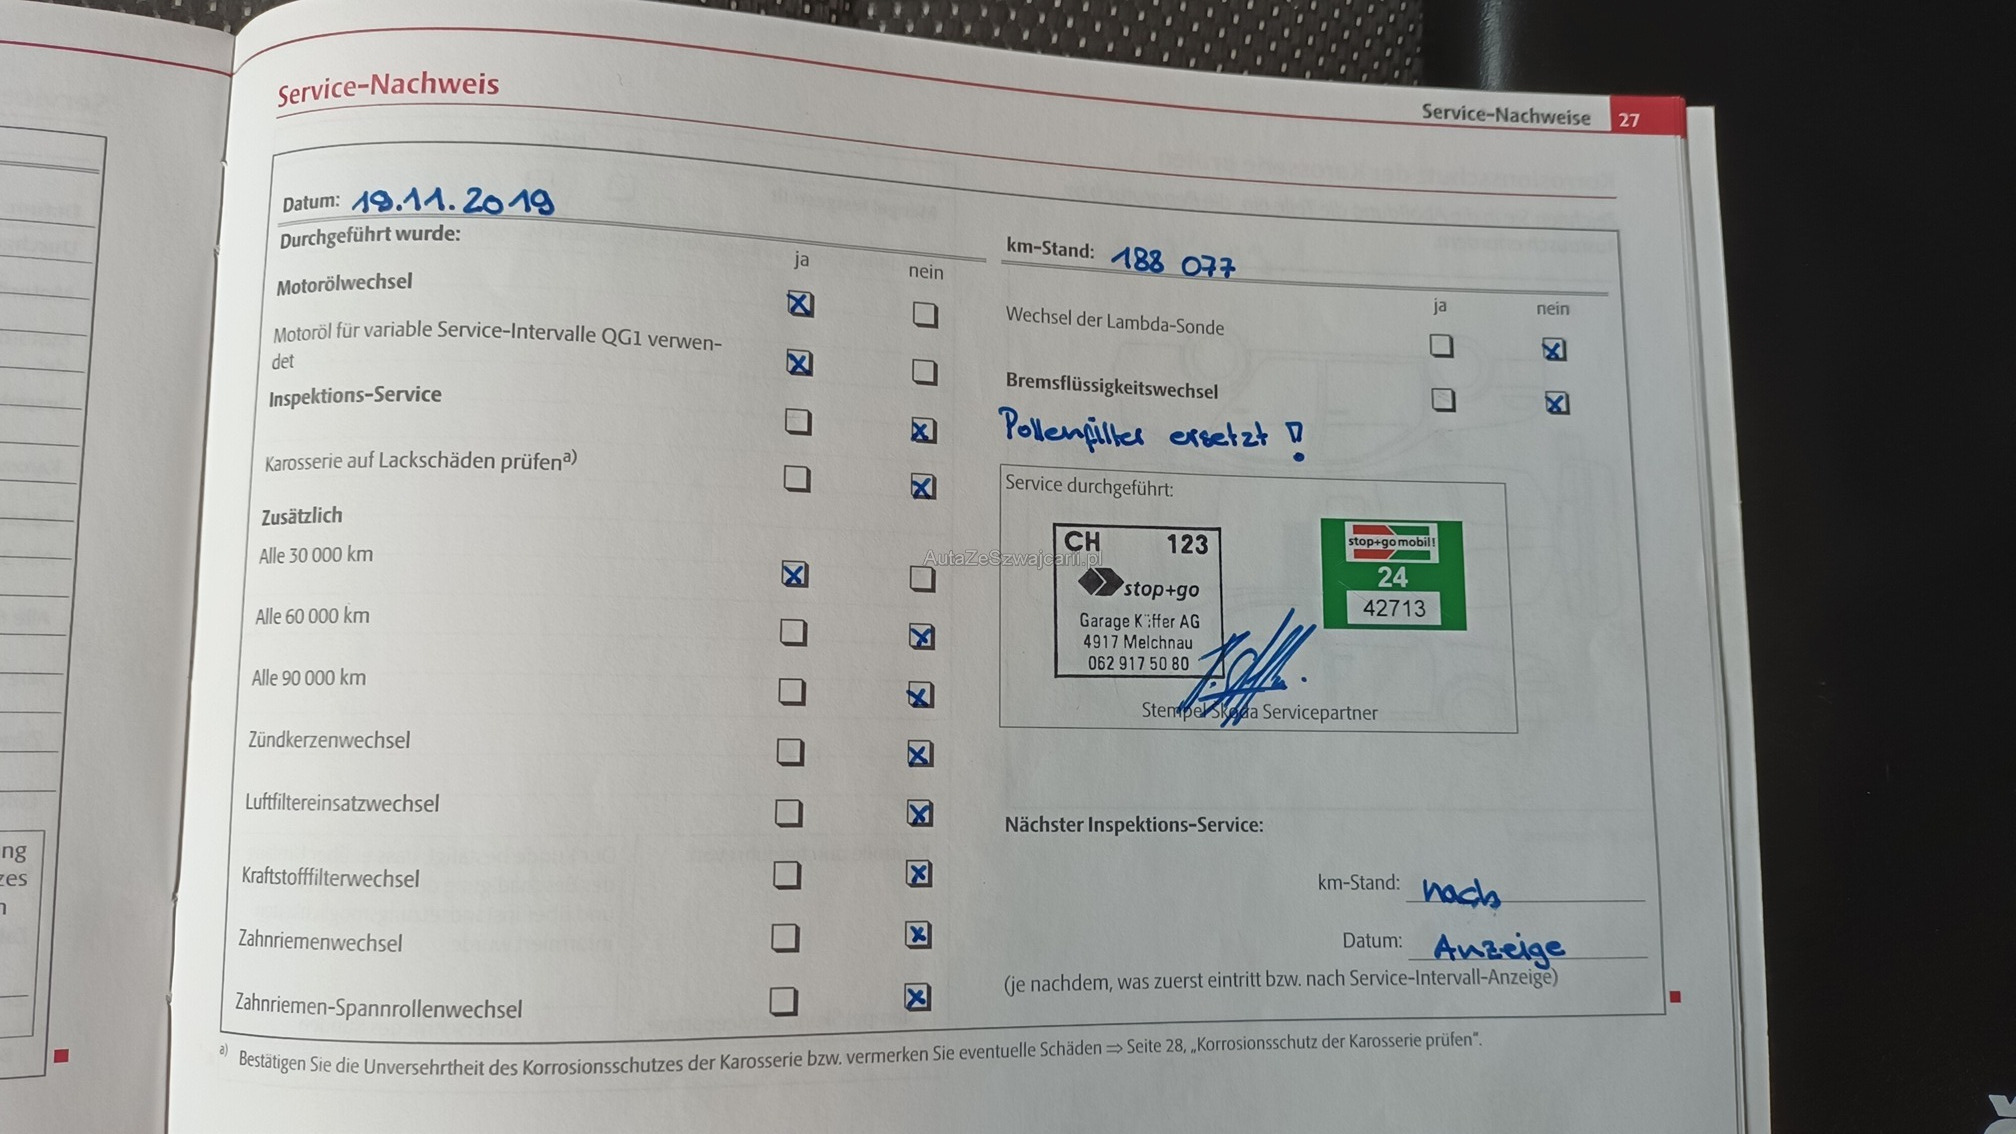 Service-Nachweis
Service-Nachweise 27
Datum: 19.11.2019
Durchgeführt wurde:
ja nein
Motorölwechsel
Motoröl für variable Service-Intervalle QG1 verwen-
det
Inspektions-Service
Karosserie auf Lackschäden prüfen a)
Zusätzlich
Alle 30 000 km
Alle 60 000 km
Alle 90 000 km
Zündkerzenwechsel
Luftfiltereinsatzwechsel
Kraftstofffilterwechsel
Zahnriemenwechsel
Zahnriemen-Spannrollenwechsel
km-Stand: 188 077
ja nein
Wechsel der Lambda-Sonde
Bremsflüssigkeitswechsel
Pollenfilter ersetzt !
Service durchgeführt:
CH 123
stop+go
Garage Käffer AG
4917 Melchnau
062 917 50 80
stop+go mobil!
24
42713
Stempel Škoda Servicepartner
AutaZeSzwajcarii.pl
Nächster Inspektions-Service:
km-Stand: nach
Datum: Anzeige
(je nachdem, was zuerst eintritt bzw. nach Service-Intervall-Anzeige)
a) Bestätigen Sie die Unversehrtheit des Korrosionsschutzes der Karosserie bzw. vermerken Sie eventuelle Schäden ⇒ Seite 28, „Korrosionsschutz der Karosserie prüfen“.
ng
zes
n